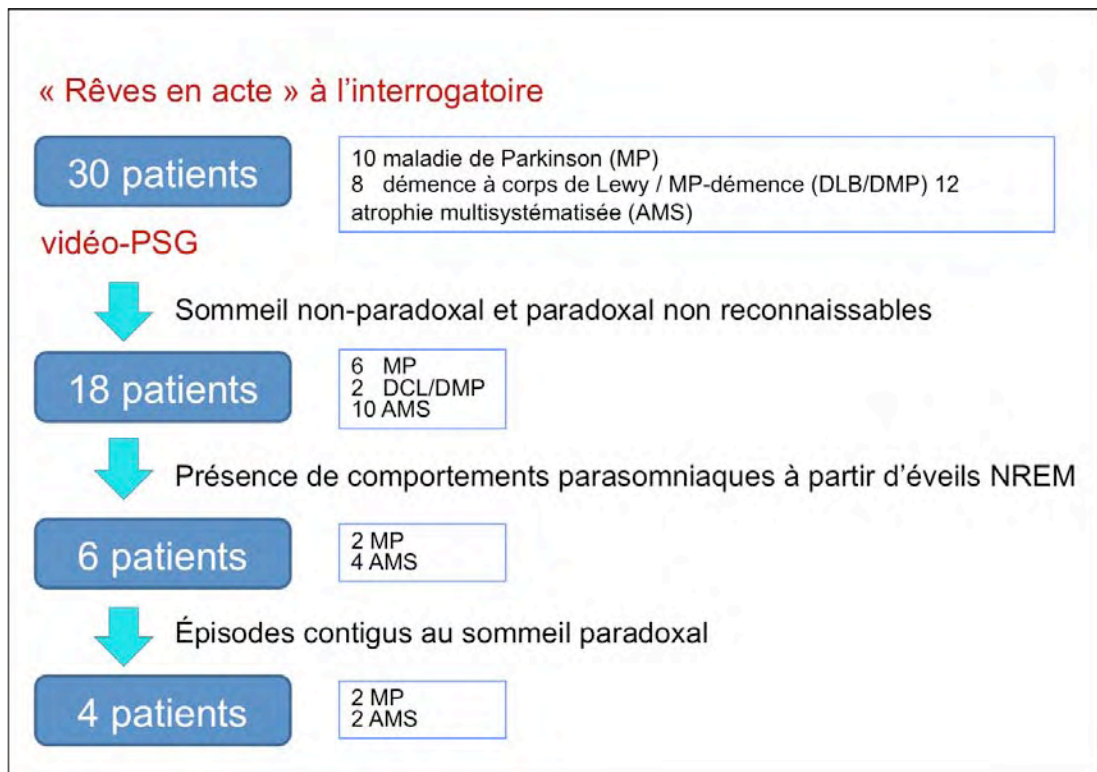 « Rêves en acte » à l’interrogatoire
30 patients
10 maladie de Parkinson (MP)
8 démence à corps de Lewy / MP-démence (DLB/DMP) 12
atrophie multisystématisée (AMS)
vidéo-PSG
Sommeil non-paradoxal et paradoxal non reconnaissables
18 patients
6 MP
2 DCL/DMP
10 AMS
Présence de comportements parasomniaques à partir d’éveils NREM
6 patients
2 MP
4 AMS
Épisodes contigus au sommeil paradoxal
4 patients
2 MP
2 AMS